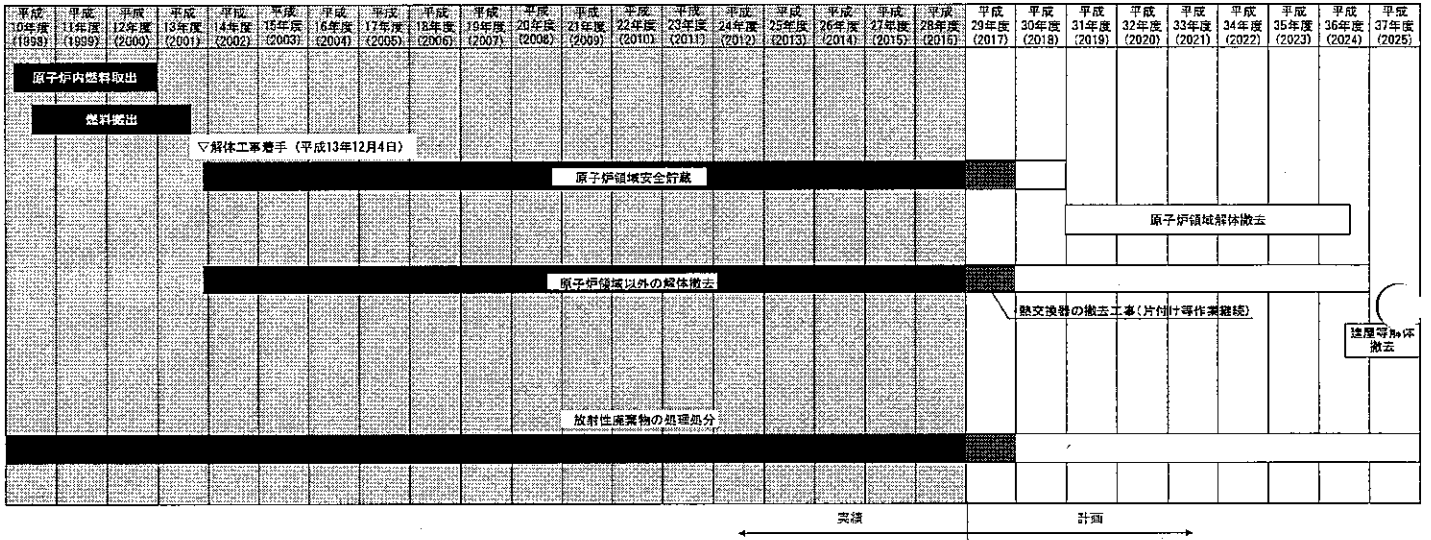 平成 平成 平成 平成 平成 平成 平成 平成 平成 平成 平成 平成 平成 平成 平成 平成 平成 平成 平成 平成 平成 平成 平成 平成 平成 平成 平成 平成
10年度 11年度 12年度 13年度 14年度 15年度 16年度 17年度 18年度 19年度 20年度 21年度 22年度 23年度 24年度 25年度 26年度 27年度 28年度 29年度 30年度 31年度 32年度 33年度 34年度 35年度 36年度 37年度
(1998) (1999) (2000) (2001) (2002) (2003) (2004) (2005) (2006) (2007) (2008) (2009) (2010) (2011) (2012) (2013) (2014) (2015) (2016) (2017) (2018) (2019) (2020) (2021) (2022) (2023) (2024) (2025)
原子炉内燃料取出
燃料搬出
▽解体工事着手（平成13年12月4日）
原子炉領域安全貯蔵
原子炉領域解体撤去
原子炉領域以外の解体撤去
熱交換器の撤去工事(片付け等作業継続)
建屋等解体
撤去
放射性廃棄物の処理処分
実績 計画